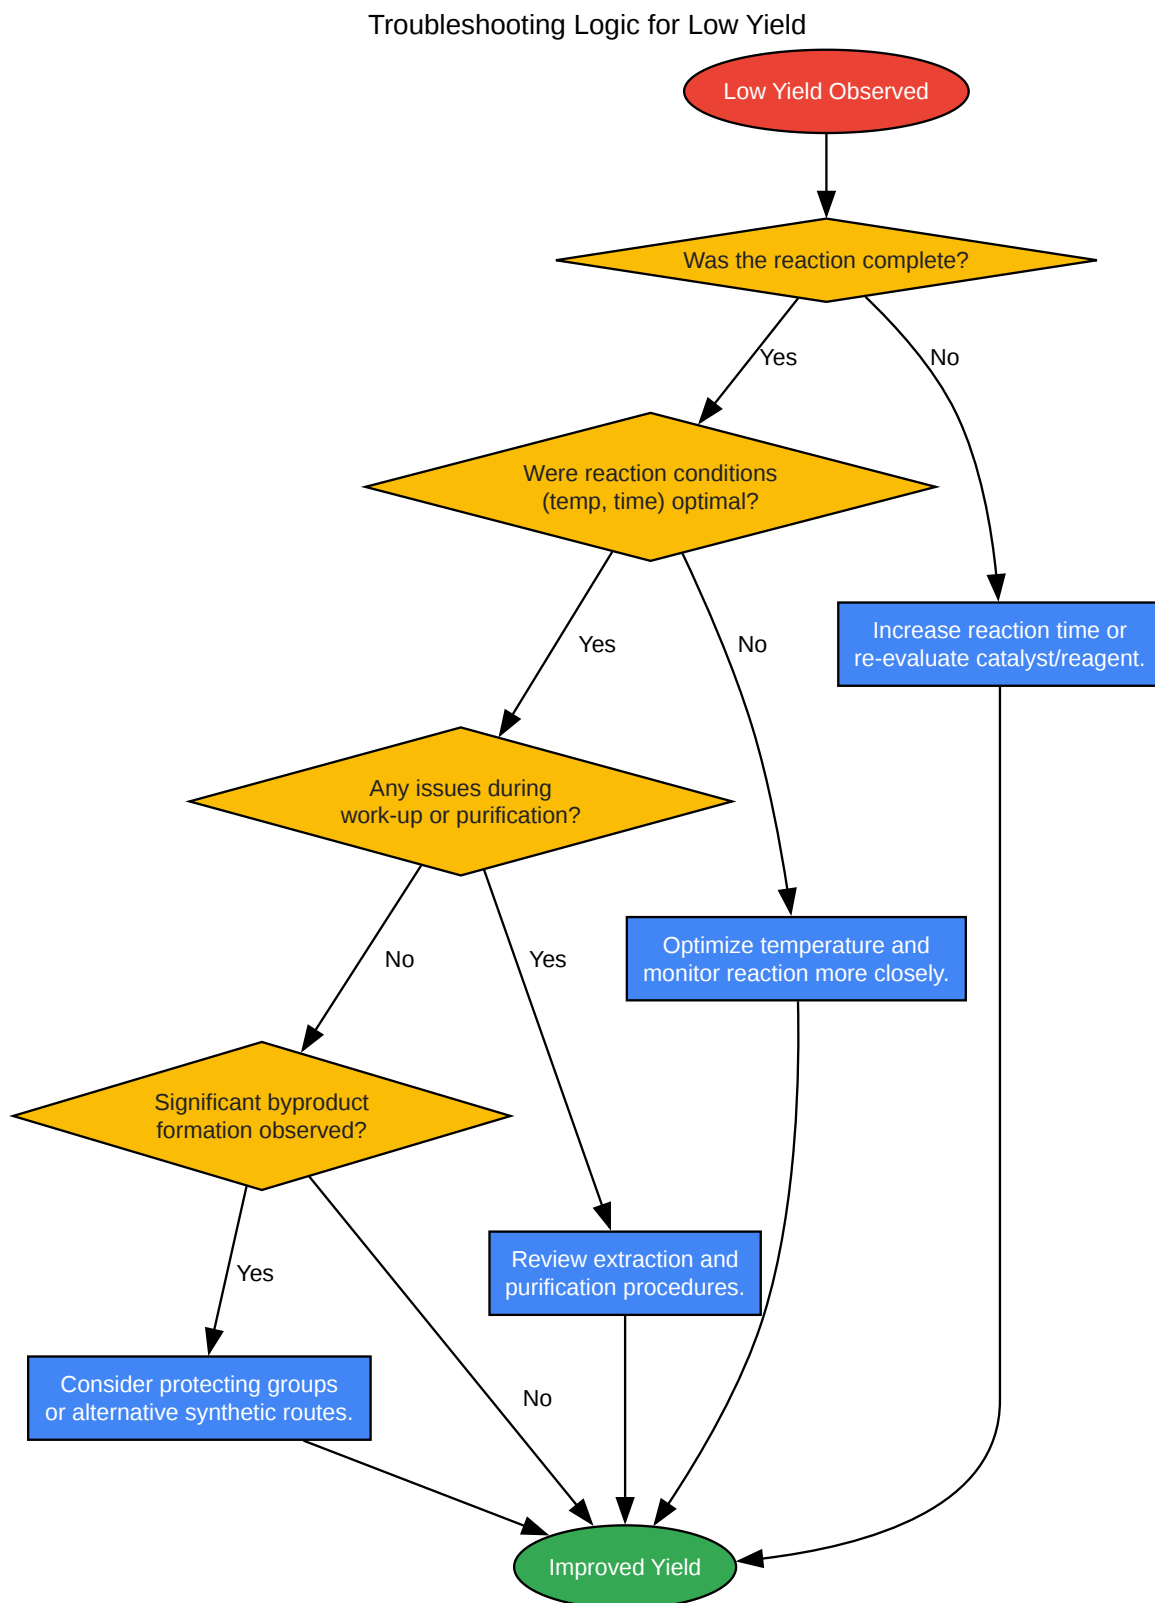 Troubleshooting Logic for Low Yield
Low Yield Observed
Was the reaction complete?
Yes
No
Were reaction conditions
(temp, time) optimal?
Increase reaction time or
re-evaluate catalyst/reagent.
Yes
No
Any issues during
work-up or purification?
Optimize temperature and
monitor reaction more closely.
No
Yes
Significant byproduct
formation observed?
Review extraction and
purification procedures.
Yes
Consider protecting groups
or alternative synthetic routes.
No
Improved Yield